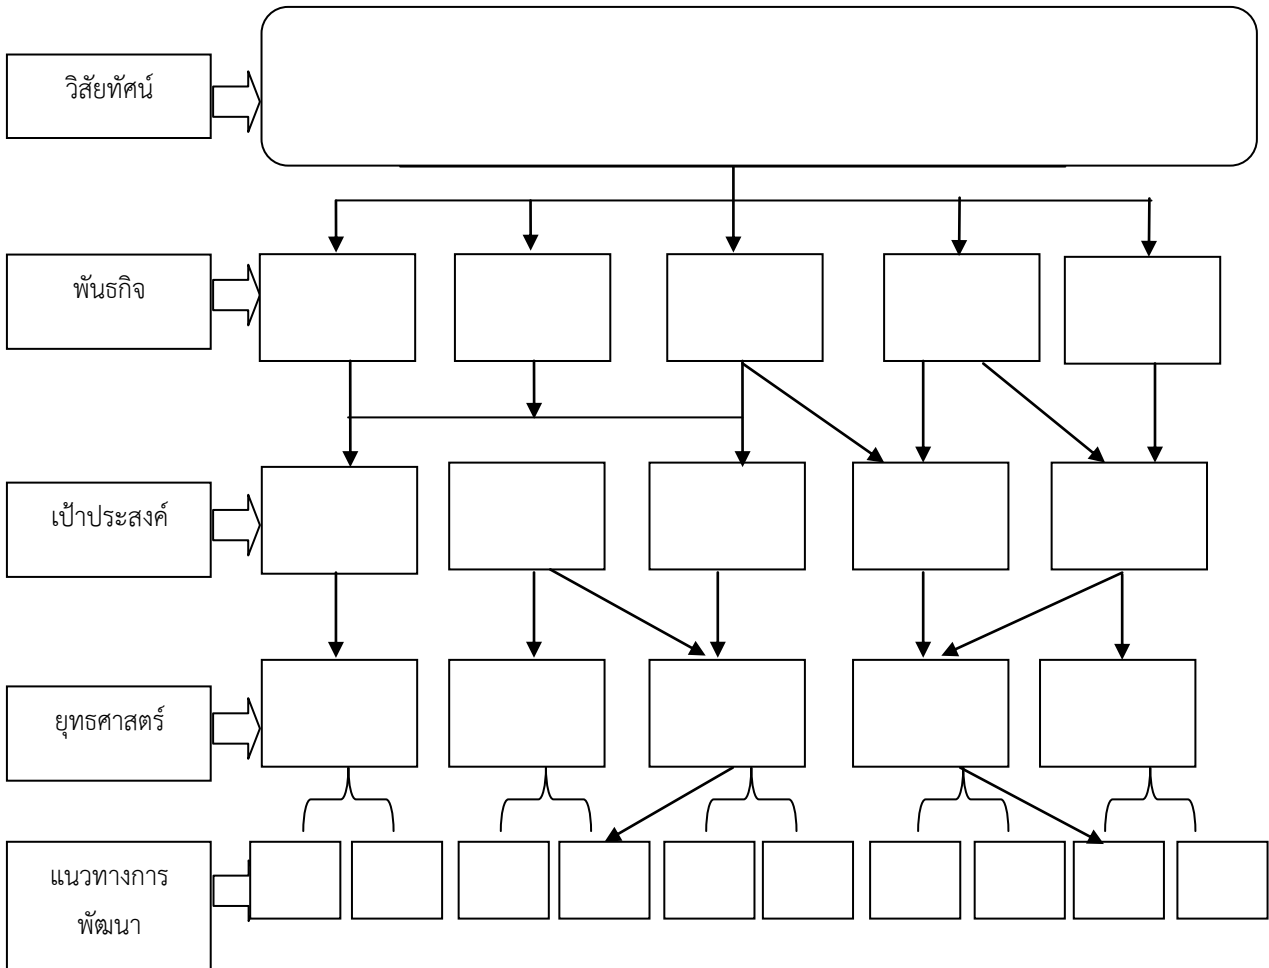 วิสัยทัศน์
พันธกิจ
เป้าประสงค์
ยุทธศาสตร์
แนวทางการ
พัฒนา